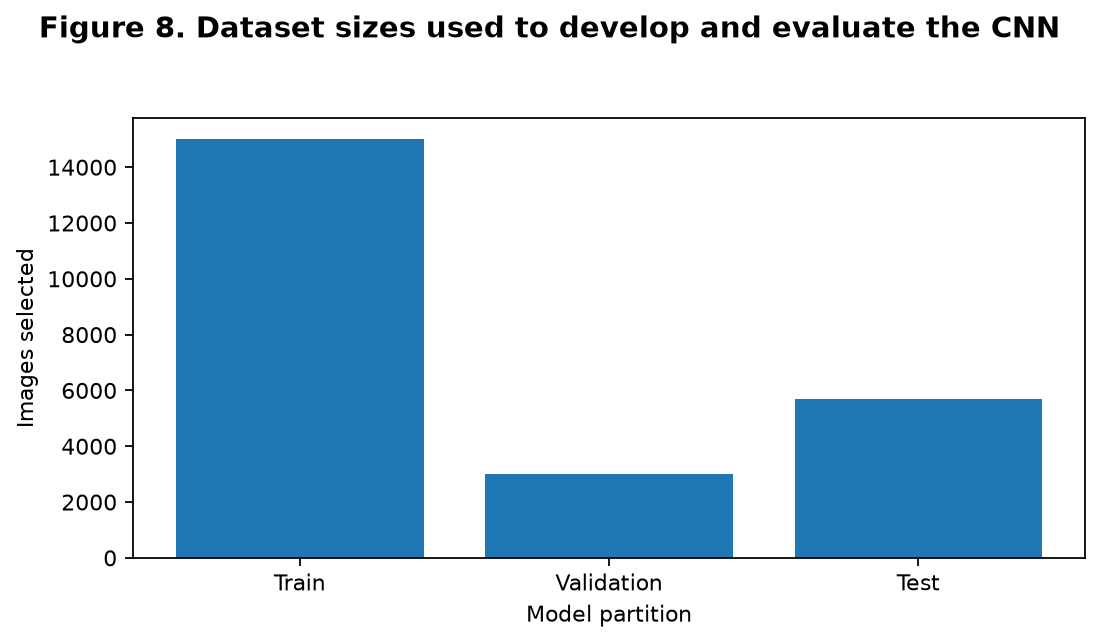 Figure 8. Dataset sizes used to develop and evaluate the CNN
Images selected
14000
12000
10000
8000
6000
4000
2000
0
Train Validation Test
Model partition